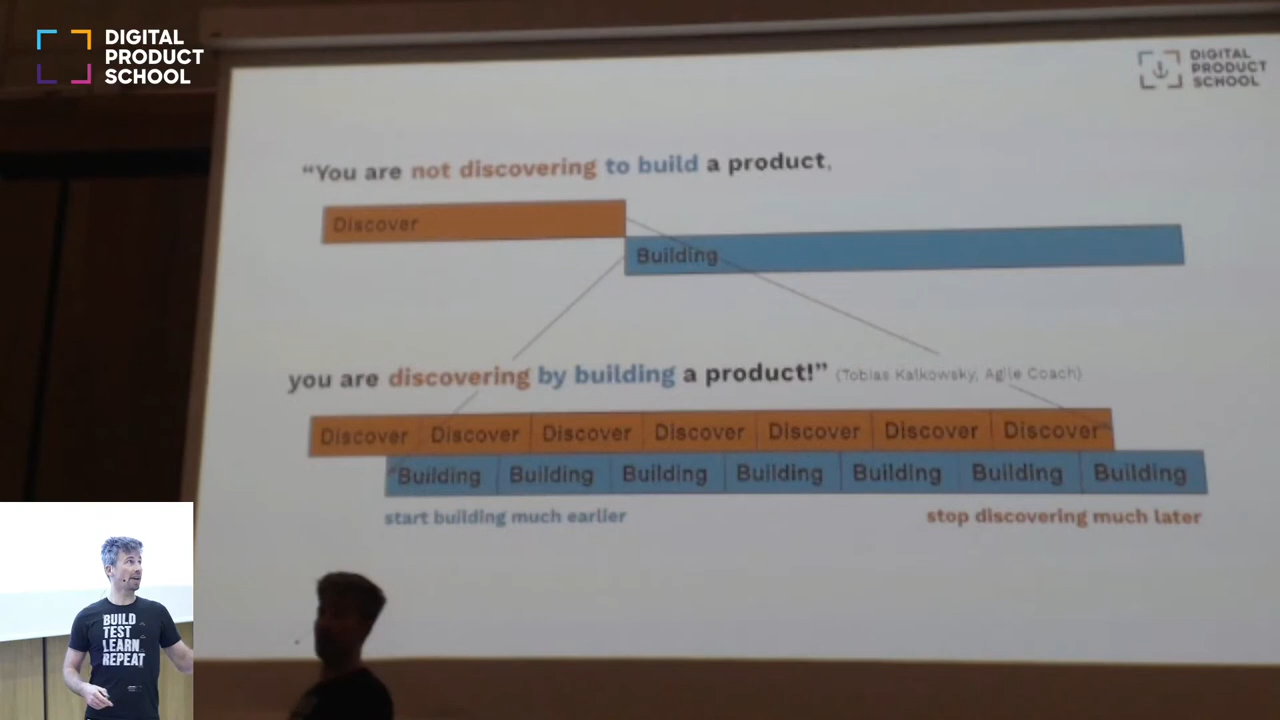 DIGITAL
PRODUCT
SCHOOL
DIGITAL
PRODUCT
SCHOOL
“You are not discovering to build a product,
Discover
Building
you are discovering by building a product!” (Tobias Kalkowsky, Agile Coach)
Discover Discover Discover Discover Discover Discover Discover
Building Building Building Building Building Building Building
start building much earlier
stop discovering much later
BUILD
TEST
LEARN
REPEAT